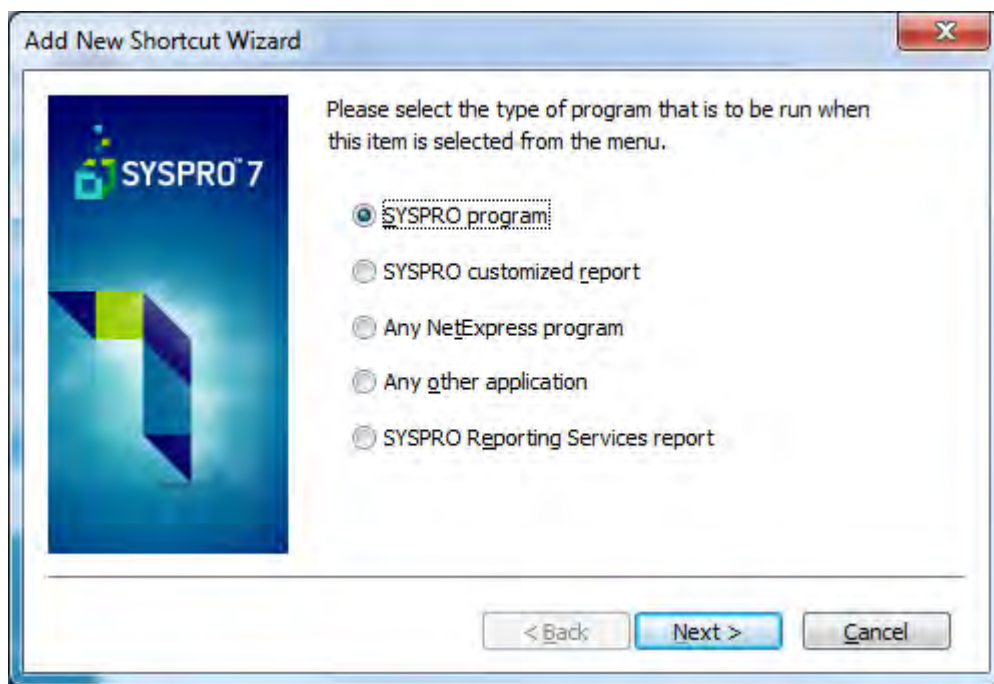 Add New Shortcut Wizard
SYSPRO™ 7
Please select the type of program that is to be run when
this item is selected from the menu.
SYSPRO program
SYSPRO customized report
Any NetExpress program
Any other application
SYSPRO Reporting Services report
< Back
Next >
Cancel